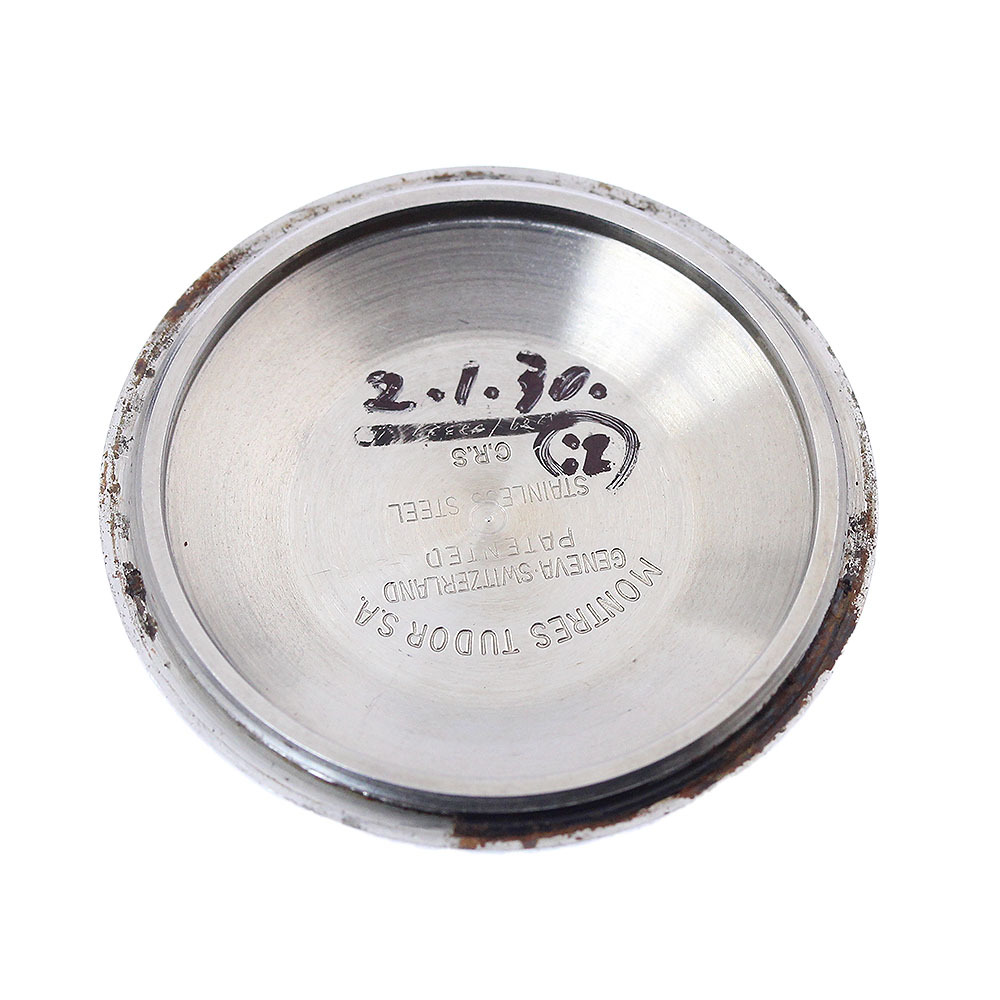 2.1.30.
MONTRES TUDOR S.A.
GENEVA·SWITZERLAND
PATENTED
STAINLESS STEEL
C.R.S